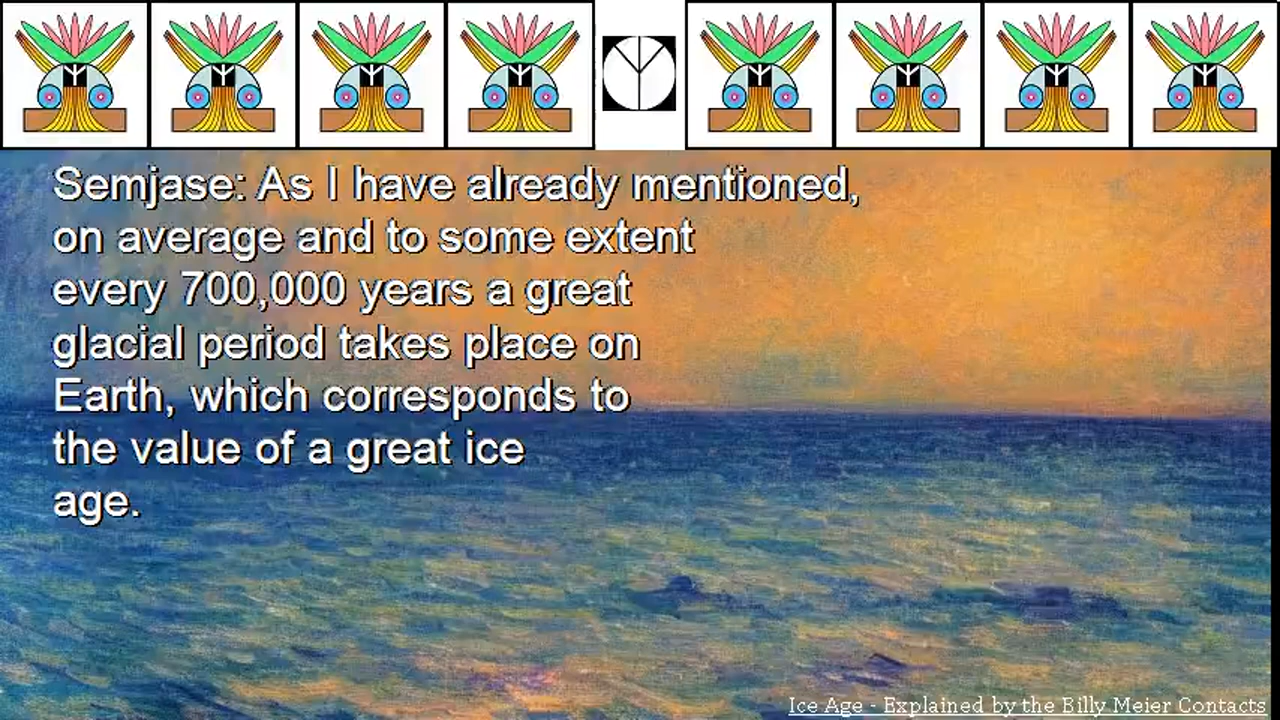 Semjase: As I have already mentioned,
on average and to some extent
every 700,000 years a great
glacial period takes place on
Earth, which corresponds to
the value of a great ice
age.
Ice Age - Explained by the Billy Meier Contacts